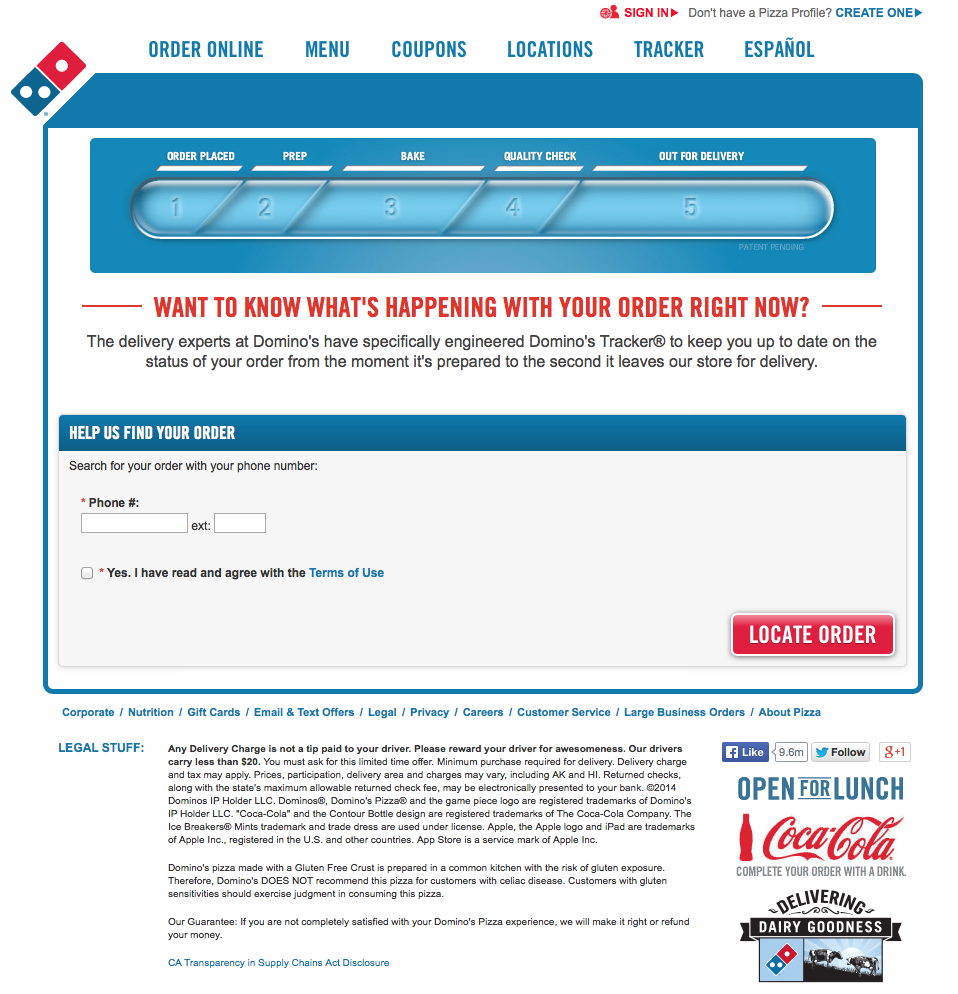 SIGN IN Don't have a Pizza Profile? CREATE ONE
ORDER ONLINE MENU COUPONS LOCATIONS TRACKER ESPAÑOL
ORDER PLACED PREP BAKE QUALITY CHECK OUT FOR DELIVERY
1 2 3 4 5
PATENT PENDING
WANT TO KNOW WHAT'S HAPPENING WITH YOUR ORDER RIGHT NOW?
The delivery experts at Domino's have specifically engineered Domino's Tracker® to keep you up to date on the
status of your order from the moment it's prepared to the second it leaves our store for delivery.
HELP US FIND YOUR ORDER
Search for your order with your phone number:
* Phone #:
ext:
* Yes. I have read and agree with the Terms of Use
LOCATE ORDER
Corporate / Nutrition / Gift Cards / Email & Text Offers / Legal / Privacy / Careers / Customer Service / Large Business Orders / About Pizza
LEGAL STUFF:
Any Delivery Charge is not a tip paid to your driver. Please reward your driver for awesomeness. Our drivers
carry less than $20. You must ask for this limited time offer. Minimum purchase required for delivery. Delivery charge
and tax may apply. Prices, participation, delivery area and charges may vary, including AK and HI. Returned checks,
along with the state's maximum allowable returned check fee, may be electronically presented to your bank. ©2014
Dominos IP Holder LLC. Dominos®, Domino's Pizza® and the game piece logo are registered trademarks of Domino's
IP Holder LLC. "Coca-Cola" and the Contour Bottle design are registered trademarks of The Coca-Cola Company. The
Ice Breakers® Mints trademark and trade dress are used under license. Apple, the Apple logo and iPad are trademarks
of Apple Inc., registered in the U.S. and other countries. App Store is a service mark of Apple Inc.
Domino's pizza made with a Gluten Free Crust is prepared in a common kitchen with the risk of gluten exposure.
Therefore, Domino's DOES NOT recommend this pizza for customers with celiac disease. Customers with gluten
sensitivities should exercise judgment in consuming this pizza.
Our Guarantee: If you are not completely satisfied with your Domino's Pizza experience, we will make it right or refund
your money.
CA Transparency in Supply Chains Act Disclosure
Like 9.6m Follow g+1
OPEN FOR LUNCH
Coca-Cola
COMPLETE YOUR ORDER WITH A DRINK.
DELIVERING
DAIRY GOODNESS